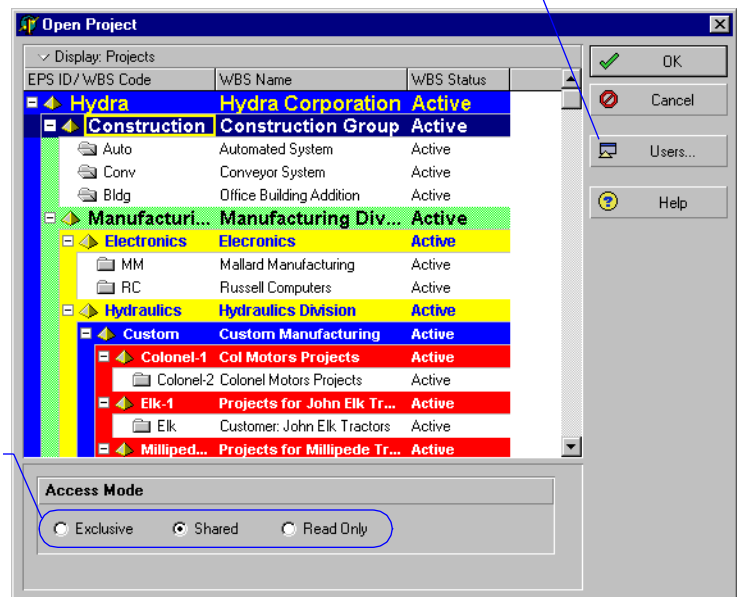 Open Project
Display: Projects
EPS ID/WBS Code WBS Name WBS Status
Hydra Hydra Corporation Active
Construction Construction Group Active
Auto Automated System Active
Conv Conveyor System Active
Bldg Office Building Addition Active
Manufacturi... Manufacturing Div... Active
Electronics Elecronics Active
MM Mallard Manufacturing Active
RC Russell Computers Active
Hydraulics Hydraulics Division Active
Custom Custom Manufacturing Active
Colonel-1 Col Motors Projects Active
Colonel-2 Colonel Motors Projects Active
Elk-1 Projects for John Elk Tr... Active
Elk Customer: John Elk Tractors Active
Milliped... Projects for Millipede Tr... Active
OK
Cancel
Users...
Help
Access Mode
Exclusive Shared Read Only